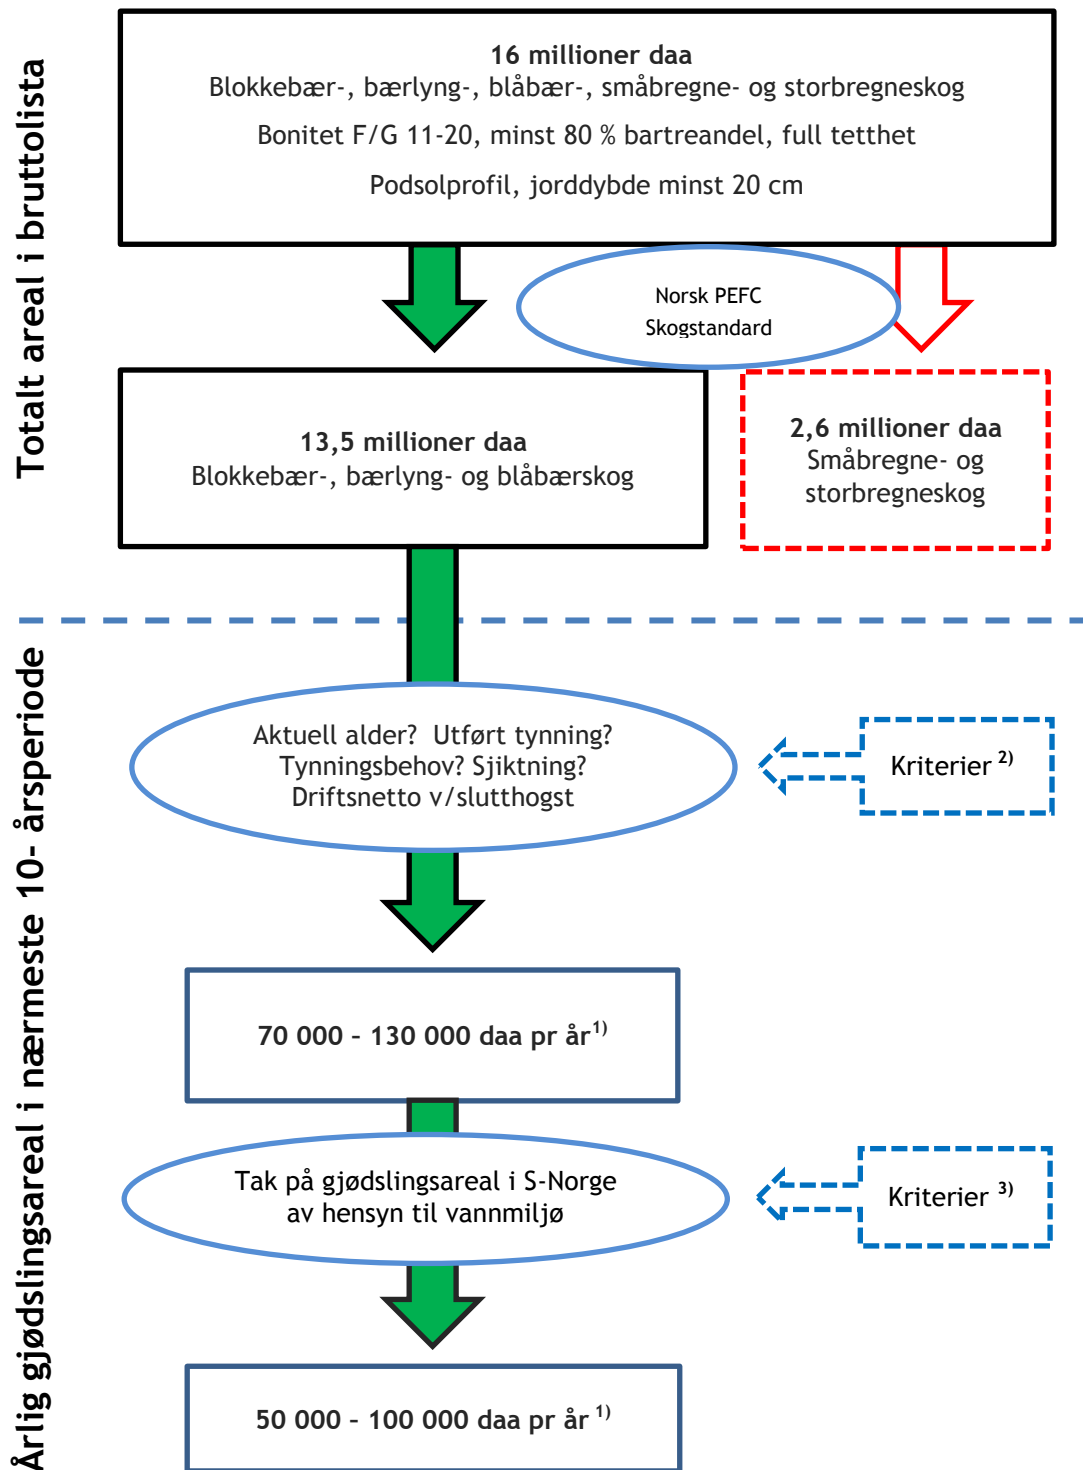 Totalt areal i bruttolista
16 millioner daa
Blokkebær-, bærlyng-, blåbær-, småbregne- og storbregneskog
Bonitet F/G 11-20, minst 80 % bartreandel, full tetthet
Podsolprofil, jorddybde minst 20 cm
Norsk PEFC
Skogstandard
13,5 millioner daa
Blokkebær-, bærlyng- og blåbærskog
2,6 millioner daa
Småbregne- og
storbregneskog
Årlig gjødslingsareal i nærmeste 10- årsperiode
Aktuell alder? Utført tynning?
Tynningsbehov? Sjiktning?
Driftsnetto v/slutthogst
Kriterier 2)
70 000 – 130 000 daa pr år 1)
Tak på gjødslingsareal i S-Norge
av hensyn til vannmiljø
Kriterier 3)
50 000 – 100 000 daa pr år 1)